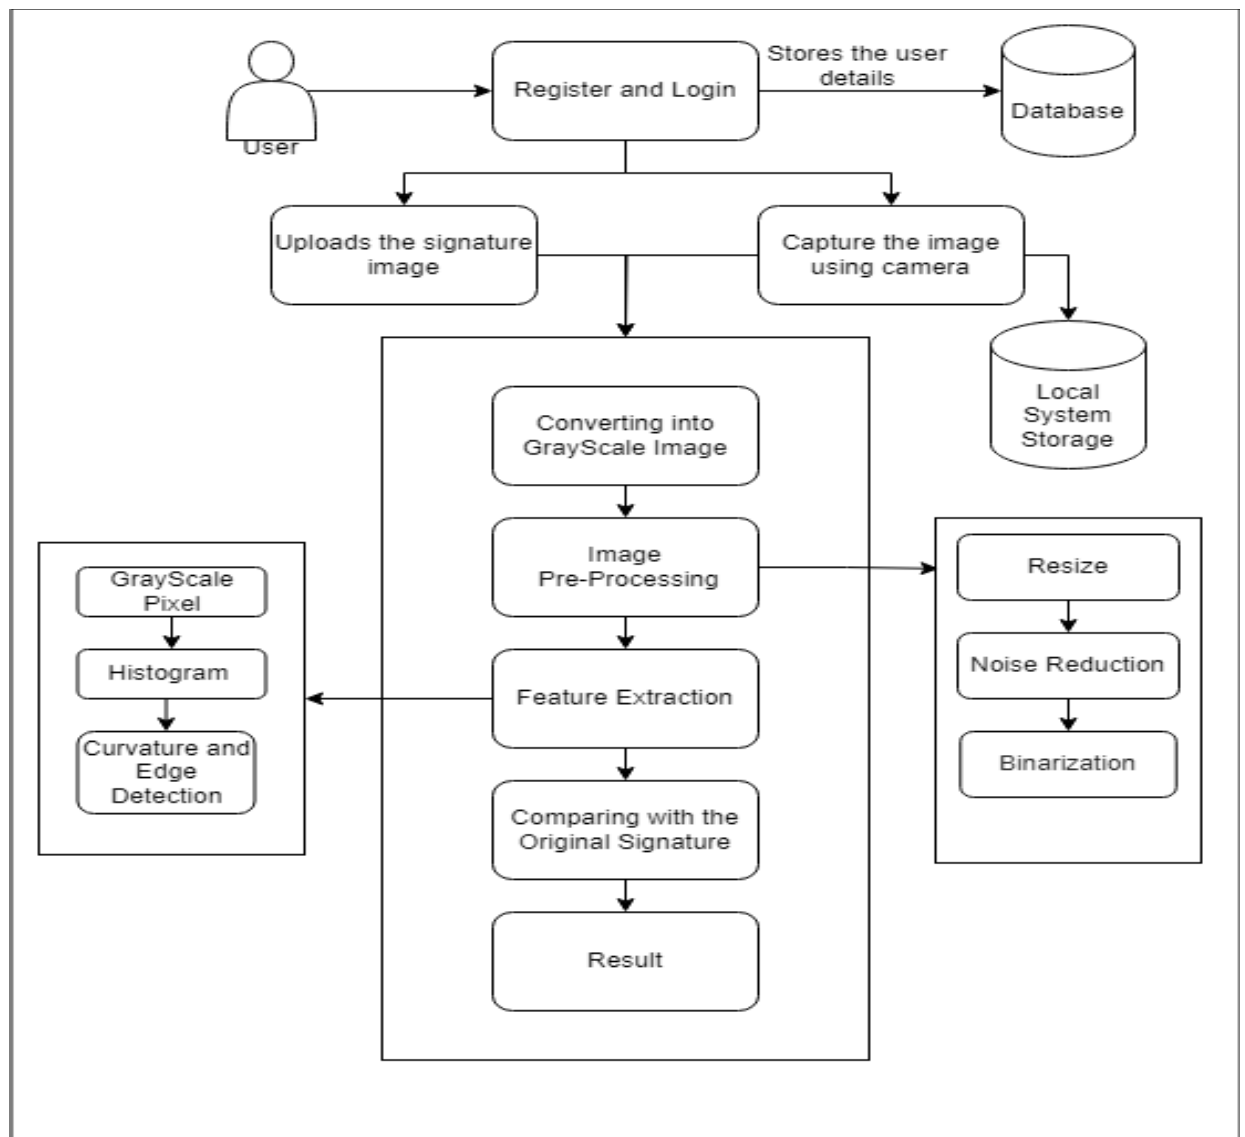 Stores the user
details
Register and Login
Database
User
Uploads the signature
image
Capture the image
using camera
Local
System
Storage
Converting into
GrayScale Image
Image
Pre-Processing
Resize
Noise Reduction
Binarization
GrayScale
Pixel
Histogram
Curvature and
Edge
Detection
Feature Extraction
Comparing with the
Original Signature
Result